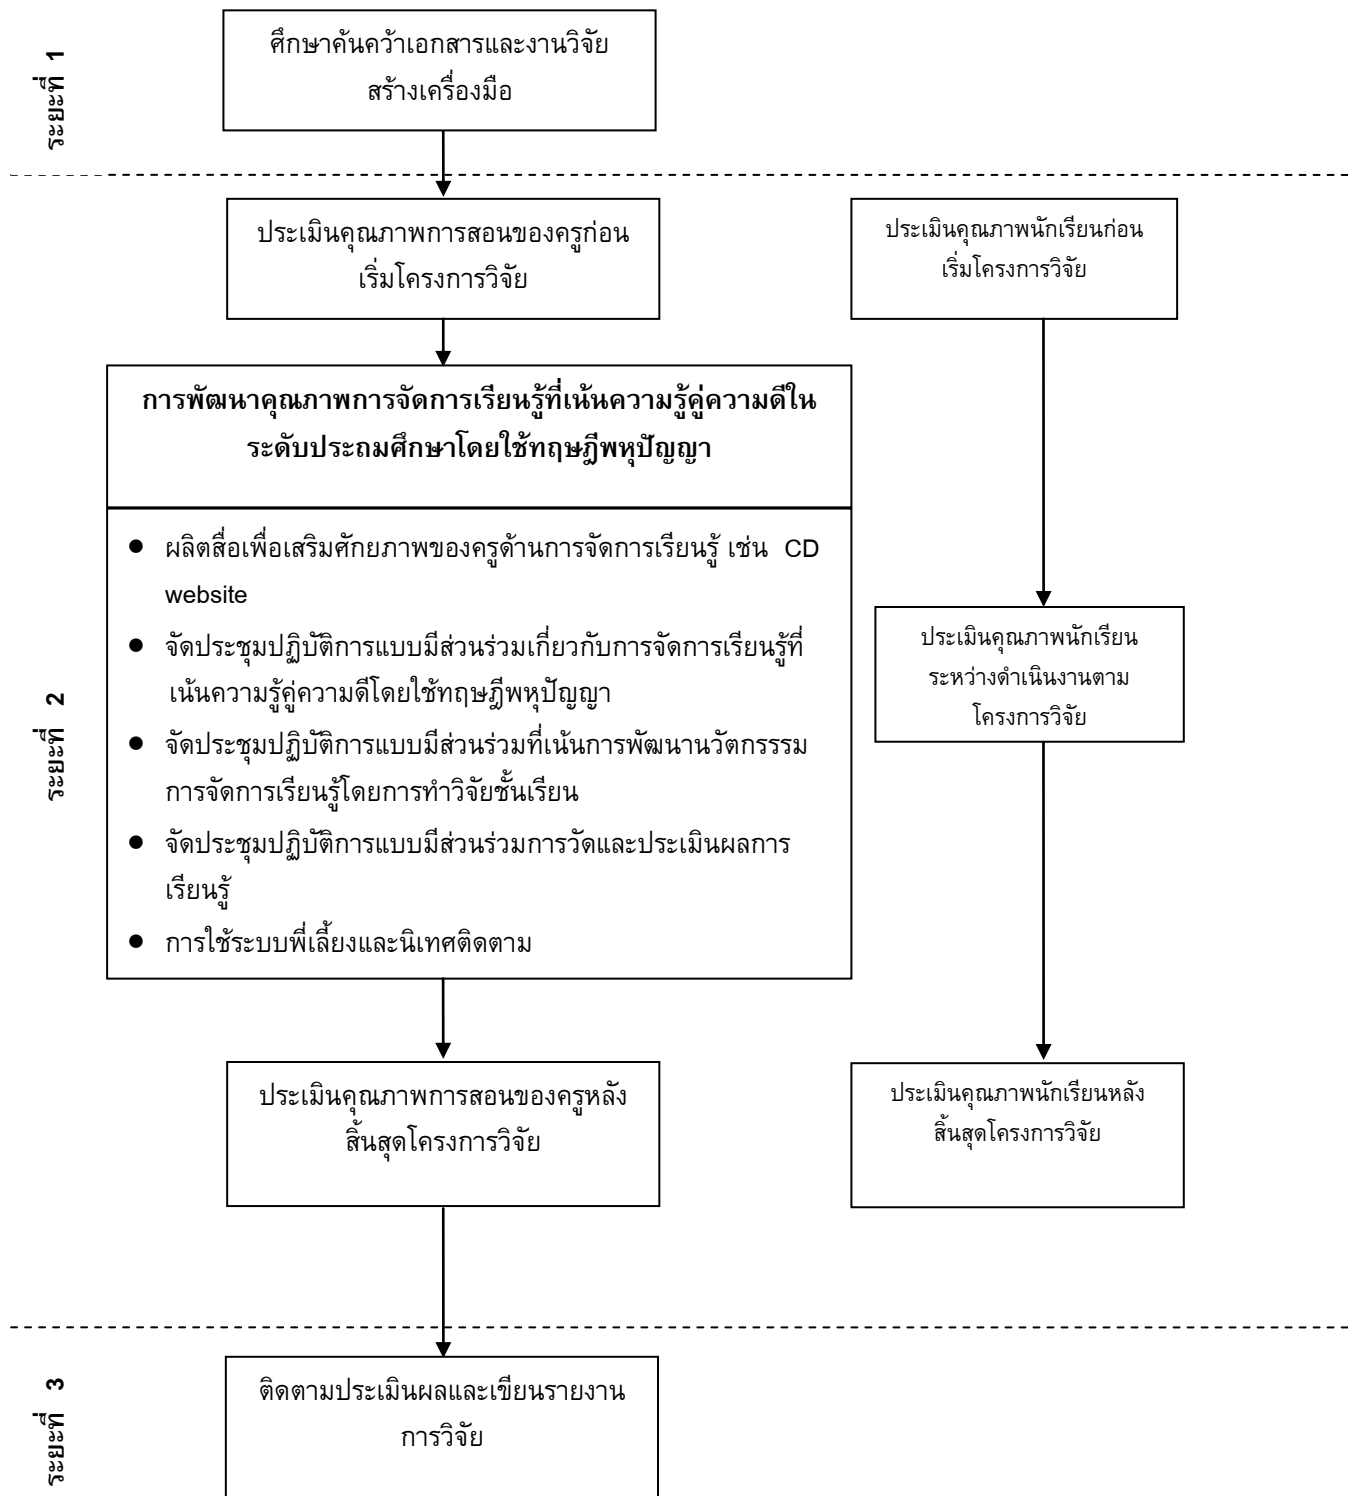 ระยะที่ 1
ศึกษาค้นคว้าเอกสารและงานวิจัย
สร้างเครื่องมือ
ระยะที่ 2
ประเมินคุณภาพการสอนของครูก่อน
เริ่มโครงการวิจัย
ประเมินคุณภาพนักเรียนก่อน
เริ่มโครงการวิจัย
การพัฒนาคุณภาพการจัดการเรียนรู้ที่เน้นความรู้คู่ความดีใน
ระดับประถมศึกษาโดยใช้ทฤษฎีพหุปัญญา
● ผลิตสื่อเพื่อเสริมศักยภาพของครูด้านการจัดการเรียนรู้ เช่น CD
website
● จัดประชุมปฏิบัติการแบบมีส่วนร่วมเกี่ยวกับการจัดการเรียนรู้ที่
เน้นความรู้คู่ความดีโดยใช้ทฤษฎีพหุปัญญา
● จัดประชุมปฏิบัติการแบบมีส่วนร่วมที่เน้นการพัฒนานวัตกรรรม
การจัดการเรียนรู้โดยการทำวิจัยชั้นเรียน
● จัดประชุมปฏิบัติการแบบมีส่วนร่วมการวัดและประเมินผลการ
เรียนรู้
● การใช้ระบบพี่เลี้ยงและนิเทศติดตาม
ประเมินคุณภาพนักเรียน
ระหว่างดำเนินงานตาม
โครงการวิจัย
ประเมินคุณภาพการสอนของครูหลัง
สิ้นสุดโครงการวิจัย
ประเมินคุณภาพนักเรียนหลัง
สิ้นสุดโครงการวิจัย
ระยะที่ 3
ติดตามประเมินผลและเขียนรายงาน
การวิจัย